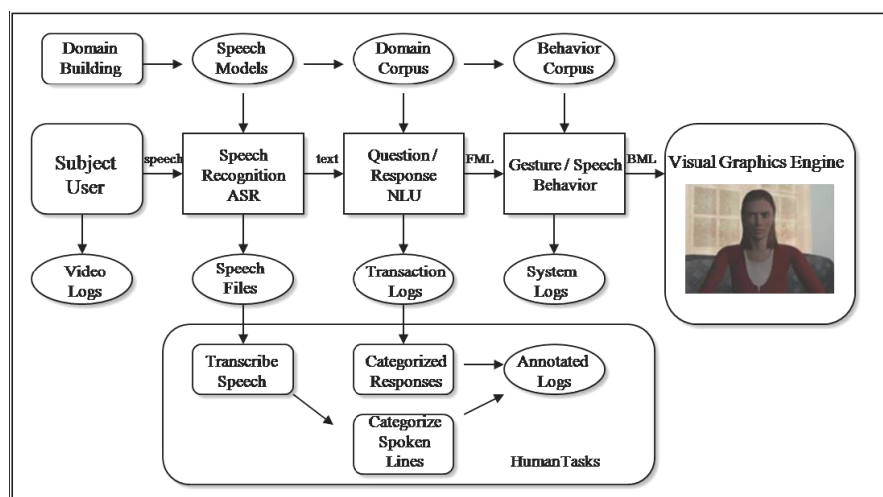 Domain
Building
Speech
Models
Domain
Corpus
Behavior
Corpus
Subject
User
speech
Speech
Recognition
ASR
text
Question /
Response
NLU
FML
Gesture / Speech
Behavior
BML
Visual Graphics Engine
Video
Logs
Speech
Files
Transaction
Logs
System
Logs
Transcribe
Speech
Categorized
Responses
Annotated
Logs
Categorize
Spoken
Lines
HumanTasks